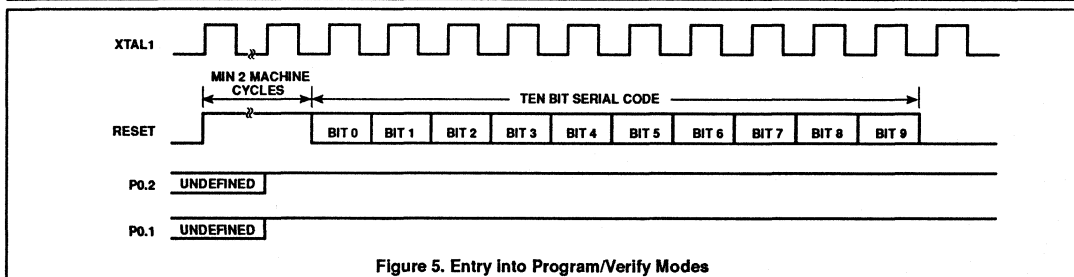 XTAL1
MIN 2 MACHINE
CYCLES
TEN BIT SERIAL CODE
RESET
BIT 0 BIT 1 BIT 2 BIT 3 BIT 4 BIT 5 BIT 6 BIT 7 BIT 8 BIT 9
P0.2
UNDEFINED
P0.1
UNDEFINED
Figure 5. Entry into Program/Verify Modes